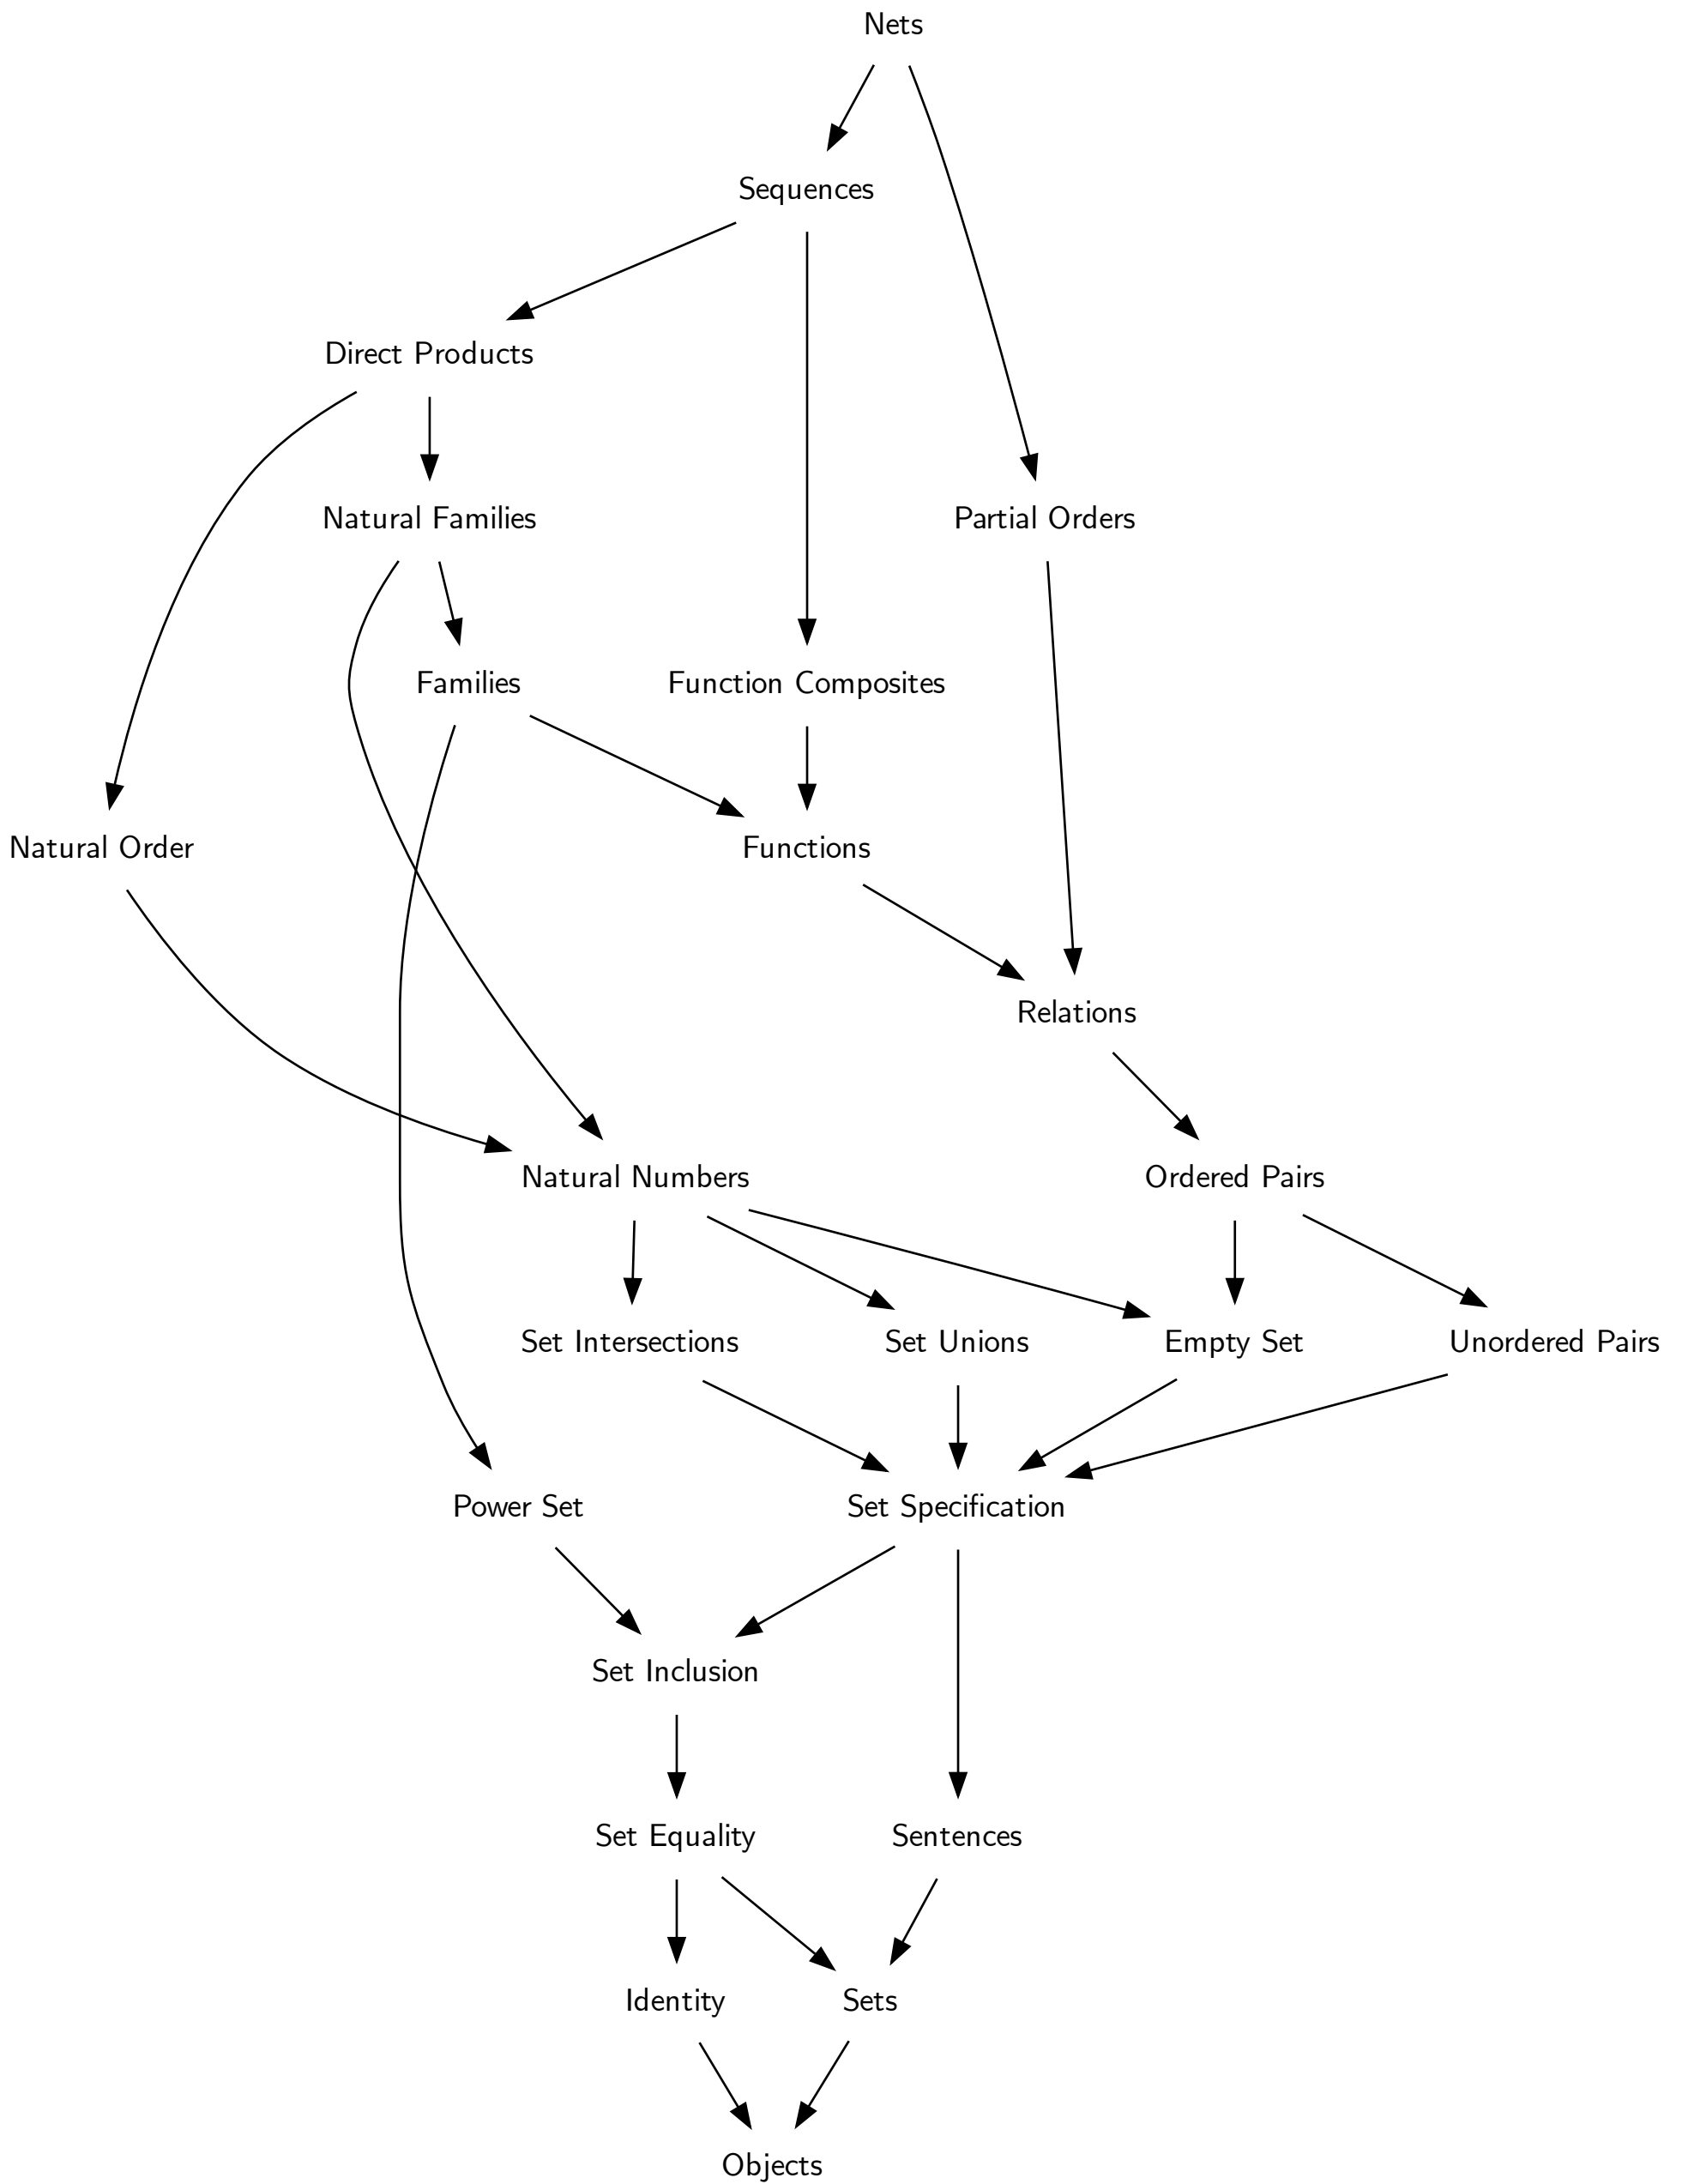 Nets
Sequences
Direct Products
Natural Families
Partial Orders
Families
Function Composites
Natural Order
Functions
Relations
Natural Numbers
Ordered Pairs
Set Intersections
Set Unions
Empty Set
Unordered Pairs
Power Set
Set Specification
Set Inclusion
Set Equality
Sentences
Identity
Sets
Objects